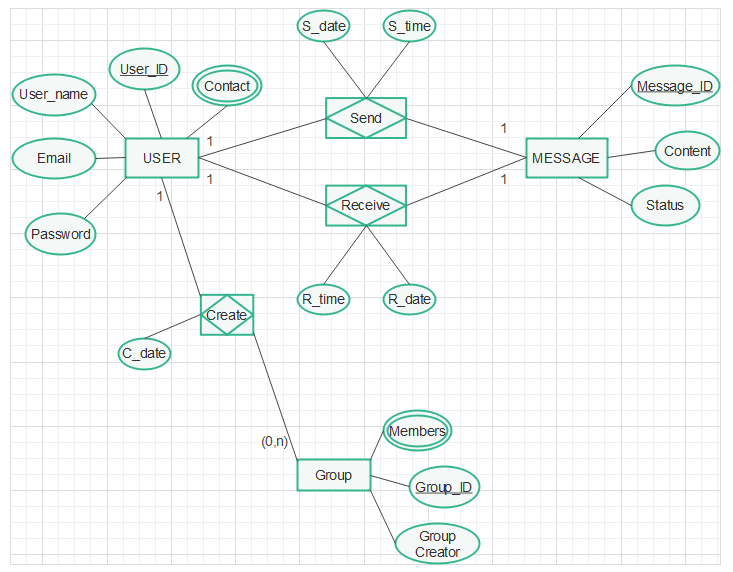 S_date
S_time
User_ID
Contact
Message_ID
User_name
Send
1
1
Content
Email
USER
MESSAGE
1
1
1
Receive
Status
Password
R_time
R_date
Create
C_date
(0,n)
Members
Group
Group_ID
Group
Creator